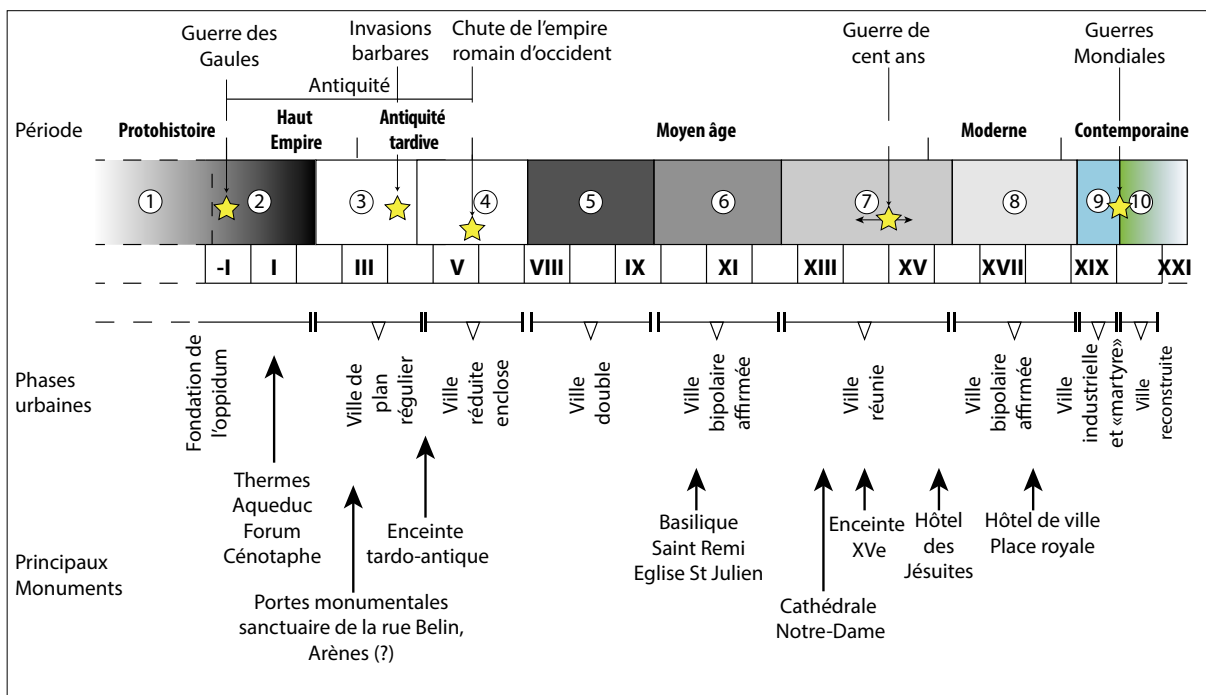 Guerre des
Gaules
Invasions
barbares
Chute de l'empire
romain d'occident
Guerre de
cent ans
Guerres
Mondiales
Antiquité
Période
Protohistoire
Haut
Empire
Antiquité
tardive
Moyen âge
Moderne
Contemporaine
1 2 3 4 5 6 7 8 9 10
-I I III V VIII IX XI XIII XV XVII XIX XXI
Phases
urbaines
Fondation de
l'oppidum
Ville de
plan
régulier
Ville
réduite
enclose
Ville
double
Ville
bipolaire
affirmée
Ville
réunie
Ville
bipolaire
affirmée
Ville
industrielle
et «martyre»
Ville
reconstruite
Principaux
Monuments
Thermes
Aqueduc
Forum
Cénotaphe
Portes monumentales
sanctuaire de la rue Belin,
Arènes (?)
Enceinte
tardo-antique
Basilique
Saint Remi
Eglise St Julien
Cathédrale
Notre-Dame
Enceinte
XVe
Hôtel
des
Jésuites
Hôtel de ville
Place royale